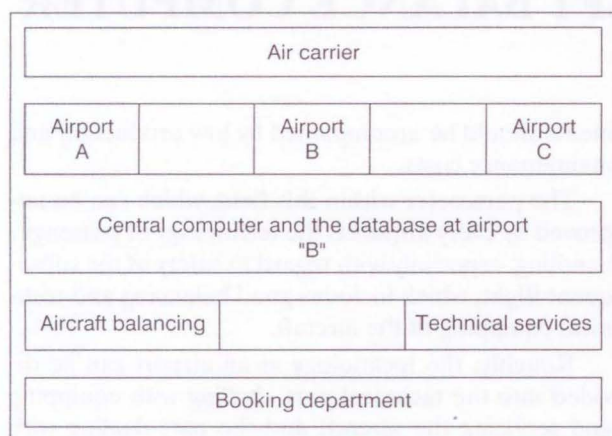 Air carrier
Airport Airport Airport
A B C
Central computer and the database at airport
"B"
Aircraft balancing Technical services
Booking department